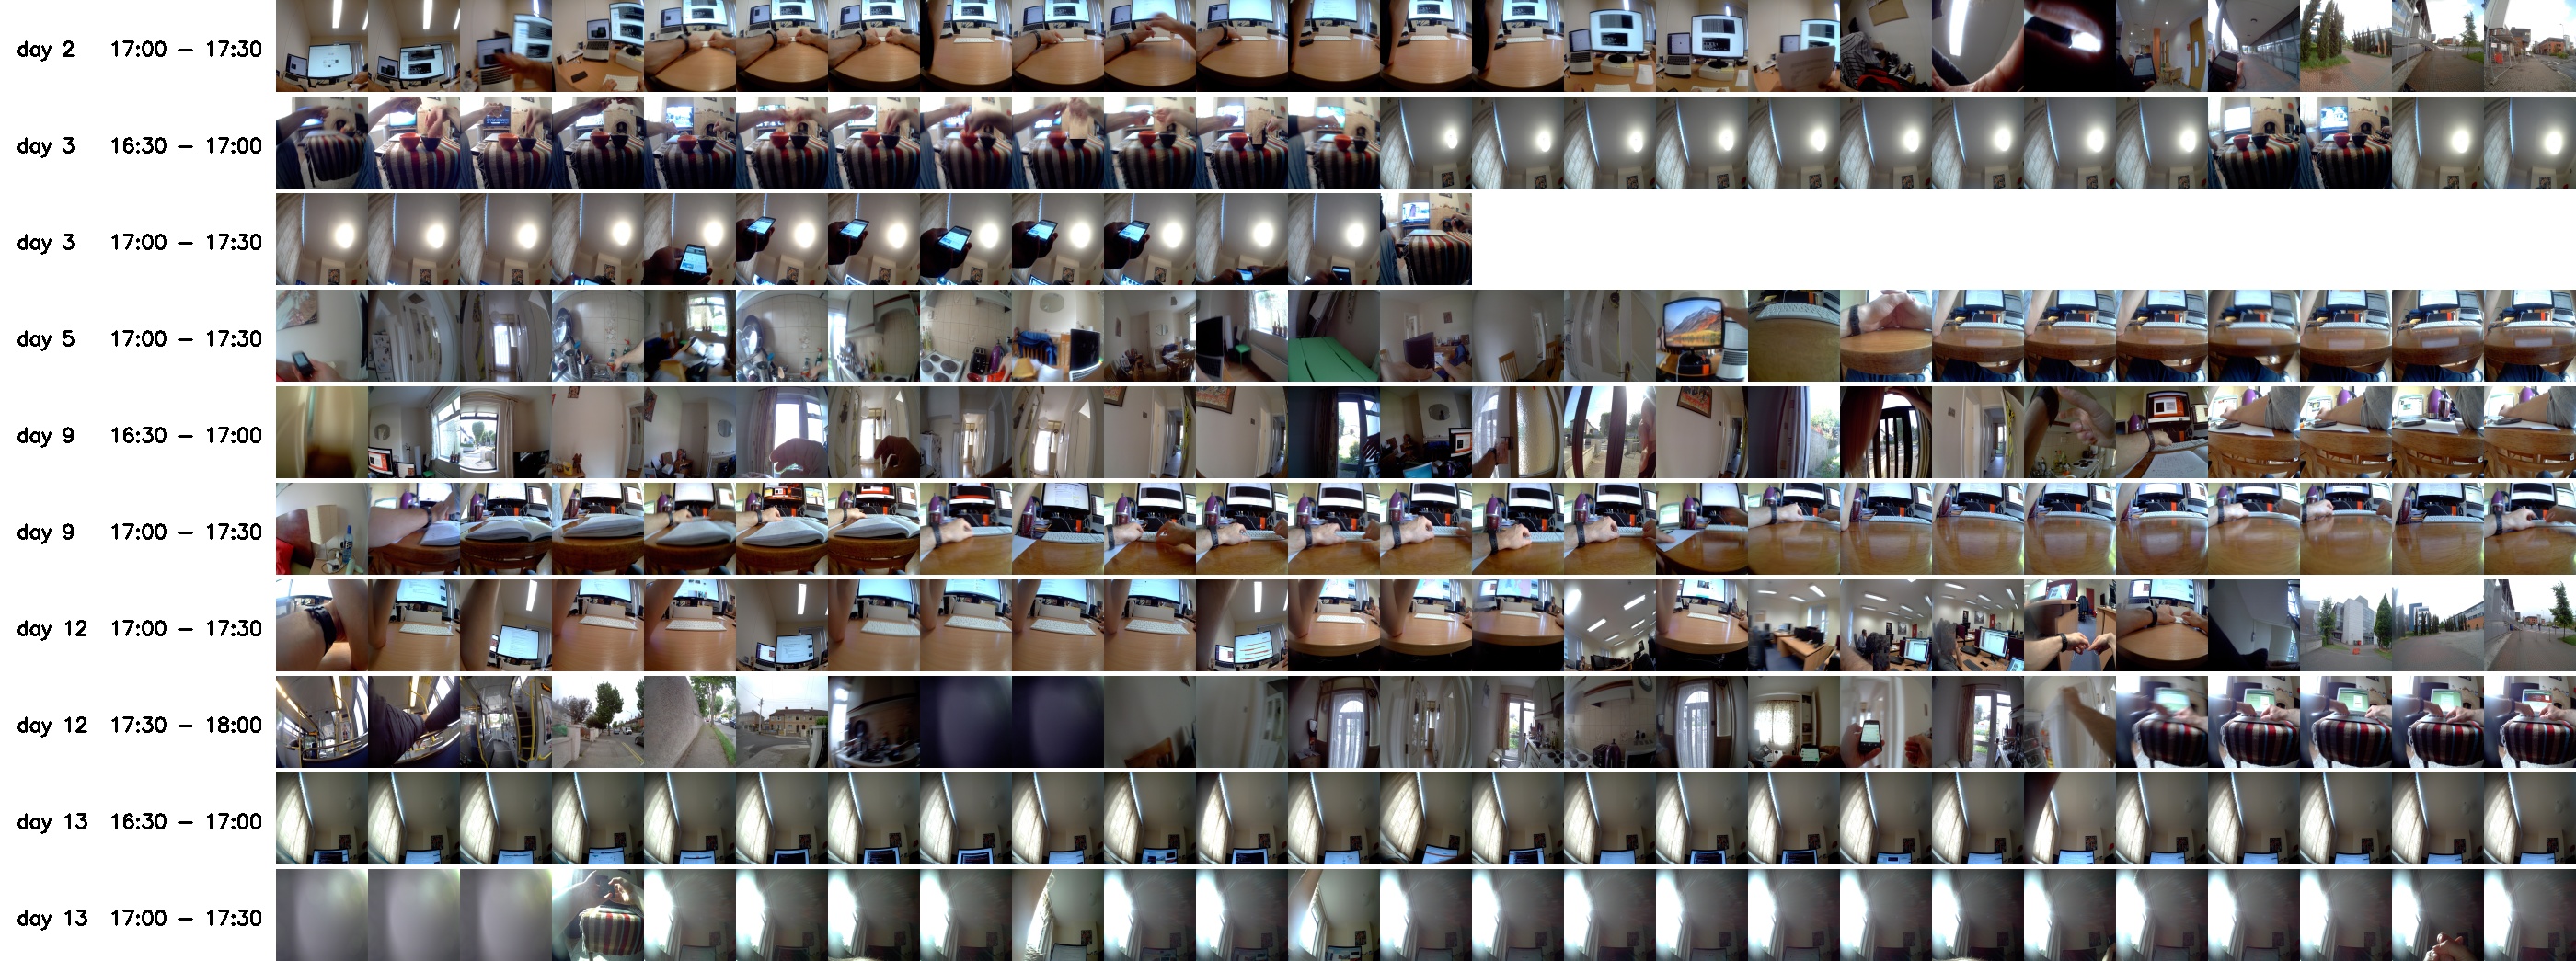 day 2 17:00 - 17:30
day 3 16:30 - 17:00
day 3 17:00 - 17:30
day 5 17:00 - 17:30
day 9 16:30 - 17:00
day 9 17:00 - 17:30
day 12 17:00 - 17:30
day 12 17:30 - 18:00
day 13 16:30 - 17:00
day 13 17:00 - 17:30